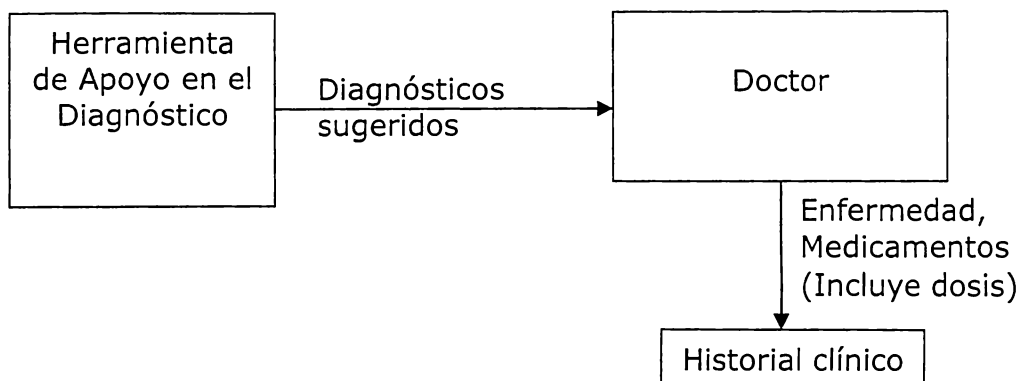 Herramienta
de Apoyo en el
Diagnóstico
Diagnósticos
sugeridos
Doctor
Enfermedad,
Medicamentos
(Incluye dosis)
Historial clínico